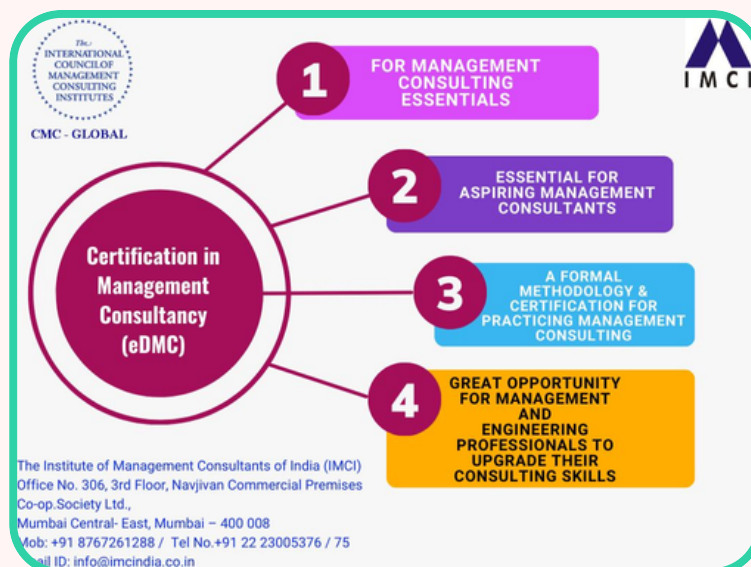 The
INTERNATIONAL
COUNCILOF
MANAGEMENT
CONSULTING
INSTITUTES
CMC - GLOBAL
IMCI
1
FOR MANAGEMENT
CONSULTING
ESSENTIALS
2
ESSENTIAL FOR
ASPIRING MANAGEMENT
CONSULTANTS
Certification in
Management
Consultancy
(eDMC)
3
A FORMAL
METHODOLOGY &
CERTIFICATION FOR
PRACTICING MANAGEMENT
CONSULTING
4
GREAT OPPORTUNITY
FOR MANAGEMENT
AND
ENGINEERING
PROFESSIONALS TO
UPGRADE THEIR
CONSULTING SKILLS
The Institute of Management Consultants of India (IMCI)
Office No. 306, 3rd Floor, Navjivan Commercial Premises
Co-op.Society Ltd.,
Mumbai Central- East, Mumbai – 400 008
Mob: +91 8767261288 / Tel No.+91 22 23005376 / 75
Email ID: info@imcindia.co.in